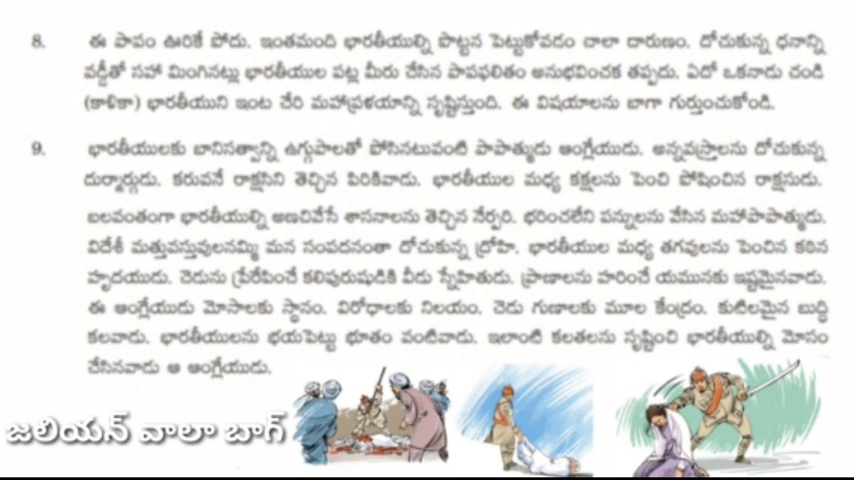 8. ఈ పాపం ఊరికే పోదు. ఇంతమంది భారతీయుల్ని పొట్టన పెట్టుకోవడం చాలా దారుణం. దోచుకున్న ధనాన్ని
వడ్డీతో సహా మింగినట్లు భారతీయుల పట్ల మీరు చేసిన పాపఫలితం అనుభవించక తప్పదు. ఏదో ఒకనాడు చండి
(కాళికా) భారతీయుని ఇంట చేరి మహాప్రళయాన్ని సృష్టిస్తుంది. ఈ విషయాలను బాగా గుర్తుంచుకోండి.
9. భారతీయులకు బానిసత్వాన్ని ఉగ్గుపాలతో పోసినటువంటి పాపాత్ముడు ఆంగ్లేయుడు. అన్నవస్త్రాలను దోచుకున్న
దుర్మార్గుడు. కరువనే రాక్షసిని తెచ్చిన పిరికివాడు. భారతీయుల మధ్య కక్షలను పెంచి పోషించిన రాక్షసుడు.
బలవంతంగా భారతీయుల్ని అణచివేసే శాసనాలను తెచ్చిన నేర్పరి. భరించలేని పన్నులను వేసిన మహాపాపాత్ముడు.
విదేశీ మత్తువస్తువులనమ్మి మన సంపదనంతా దోచుకున్న ద్రోహి. భారతీయుల మధ్య తగవులను పెంచిన కఠిన
హృదయుడు. చెడును ప్రేరేపించే కలిపురుషుడికి వీడు స్నేహితుడు. ప్రాణాలను హరించే యమునకు ఇష్టమైనవాడు.
ఈ ఆంగ్లేయుడు మోసాలకు స్థానం. విరోధాలకు నిలయం. చెడు గుణాలకు మూల కేంద్రం. కుటిలమైన బుద్ధి
కలవాడు. భారతీయులను భయపెట్టు భూతం వంటివాడు. ఇలాంటి కలతలను సృష్టించి భారతీయుల్ని మోసం
చేసినవాడు ఆ ఆంగ్లేయుడు.
జలియన్ వాలా బాగ్